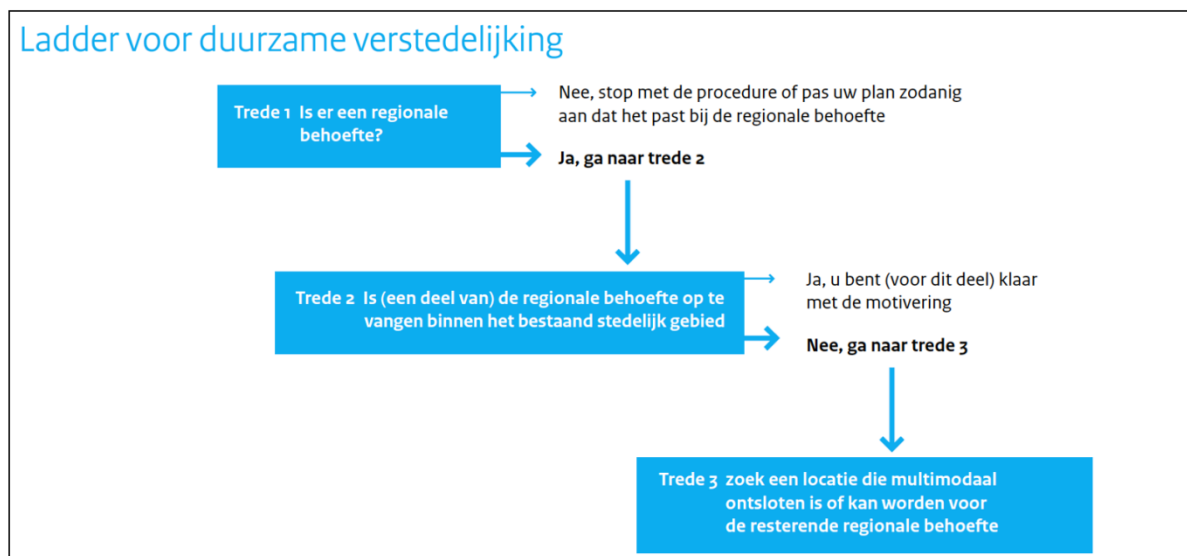 Ladder voor duurzame verstedelijking
Trede 1 Is er een regionale
behoefte?
Nee, stop met de procedure of pas uw plan zodanig
aan dat het past bij de regionale behoefte
Ja, ga naar trede 2
Trede 2 Is (een deel van) de regionale behoefte op te
vangen binnen het bestaand stedelijk gebied
Ja, u bent (voor dit deel) klaar
met de motivering
Nee, ga naar trede 3
Trede 3 zoek een locatie die multimodaal
ontsloten is of kan worden voor
de resterende regionale behoefte